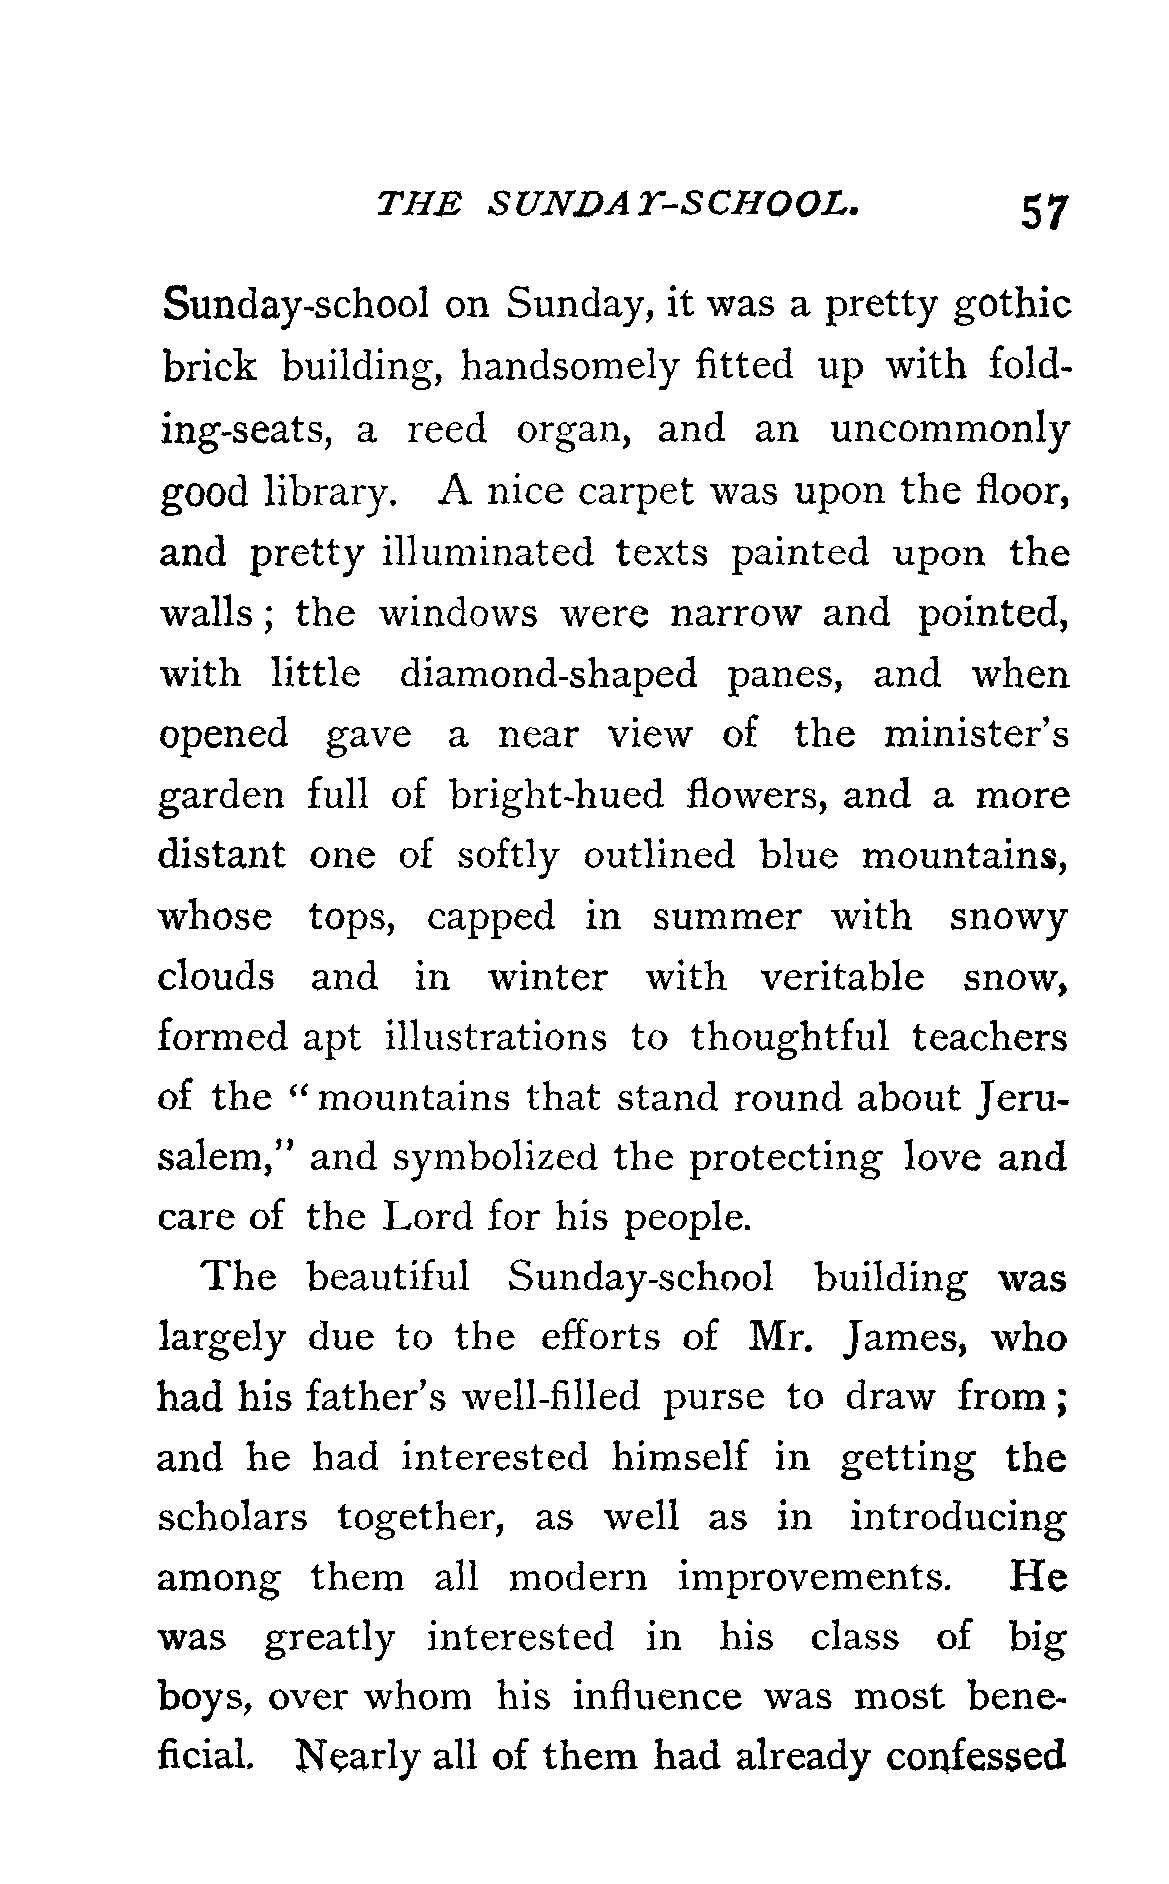 THE SUNDAY-SCHOOL. 57
Sunday-school on Sunday, it was a pretty gothic
brick building, handsomely fitted up with fold-
ing-seats, a reed organ, and an uncommonly
good library. A nice carpet was upon the floor,
and pretty illuminated texts painted upon the
walls ; the windows were narrow and pointed,
with little diamond-shaped panes, and when
opened gave a near view of the minister's
garden full of bright-hued flowers, and a more
distant one of softly outlined blue mountains,
whose tops, capped in summer with snowy
clouds and in winter with veritable snow,
formed apt illustrations to thoughtful teachers
of the “ mountains that stand round about Jeru-
salem,” and symbolized the protecting love and
care of the Lord for his people.
The beautiful Sunday-school building was
largely due to the efforts of Mr. James, who
had his father's well-filled purse to draw from ;
and he had interested himself in getting the
scholars together, as well as in introducing
among them all modern improvements. He
was greatly interested in his class of big
boys, over whom his influence was most bene-
ficial. Nearly all of them had already confessed